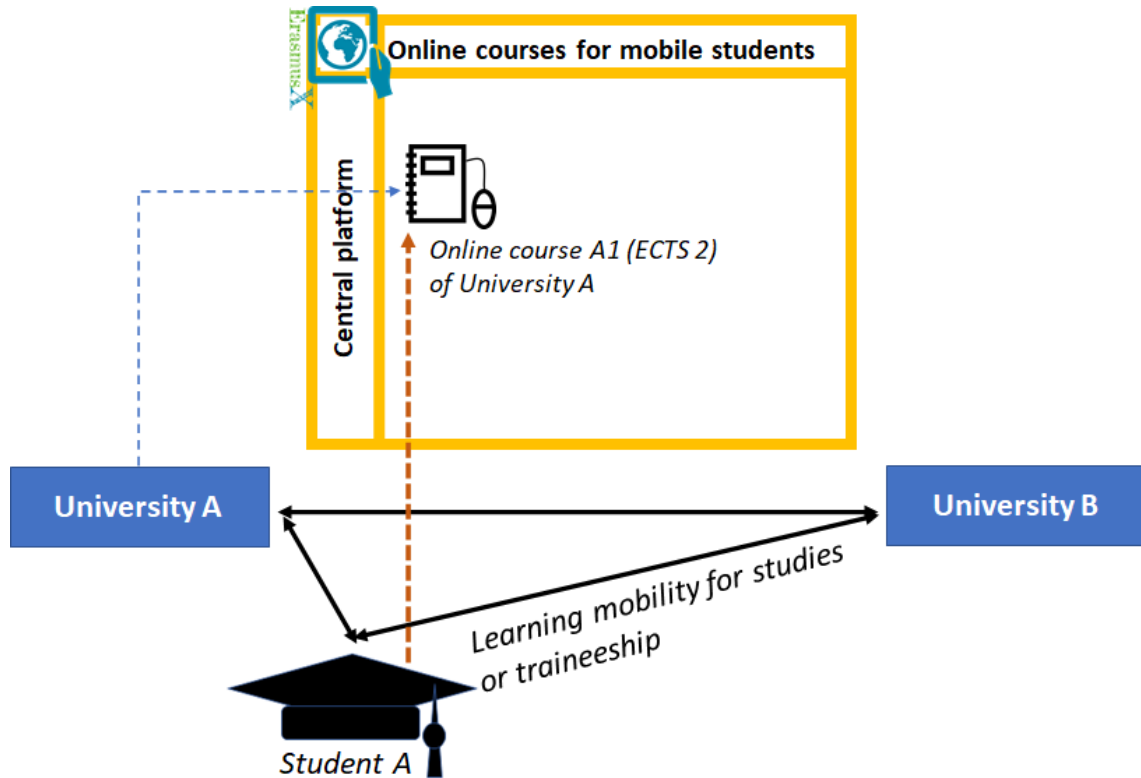 ErasmusX
Online courses for mobile students
Central platform
Online course A1 (ECTS 2)
of University A
University A
University B
Learning mobility for studies
or traineeship
Student A